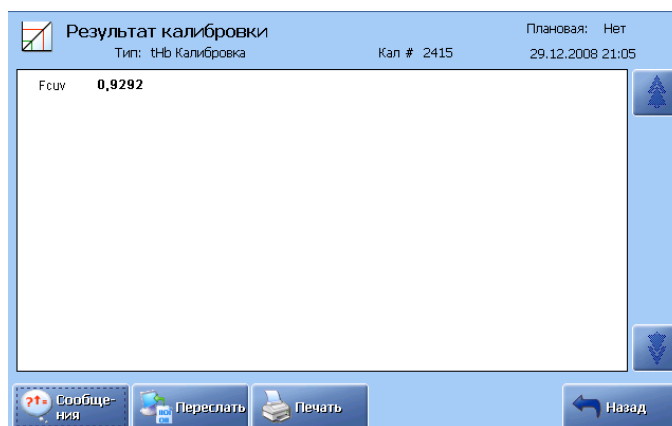 Результат калибровки
Плановая: Нет
Тип: tHb Калибровка
Кал # 2415
29.12.2008 21:05
Fcuv 0,9292
?↑= Сообще-
ния
Переслать
Печать
Назад